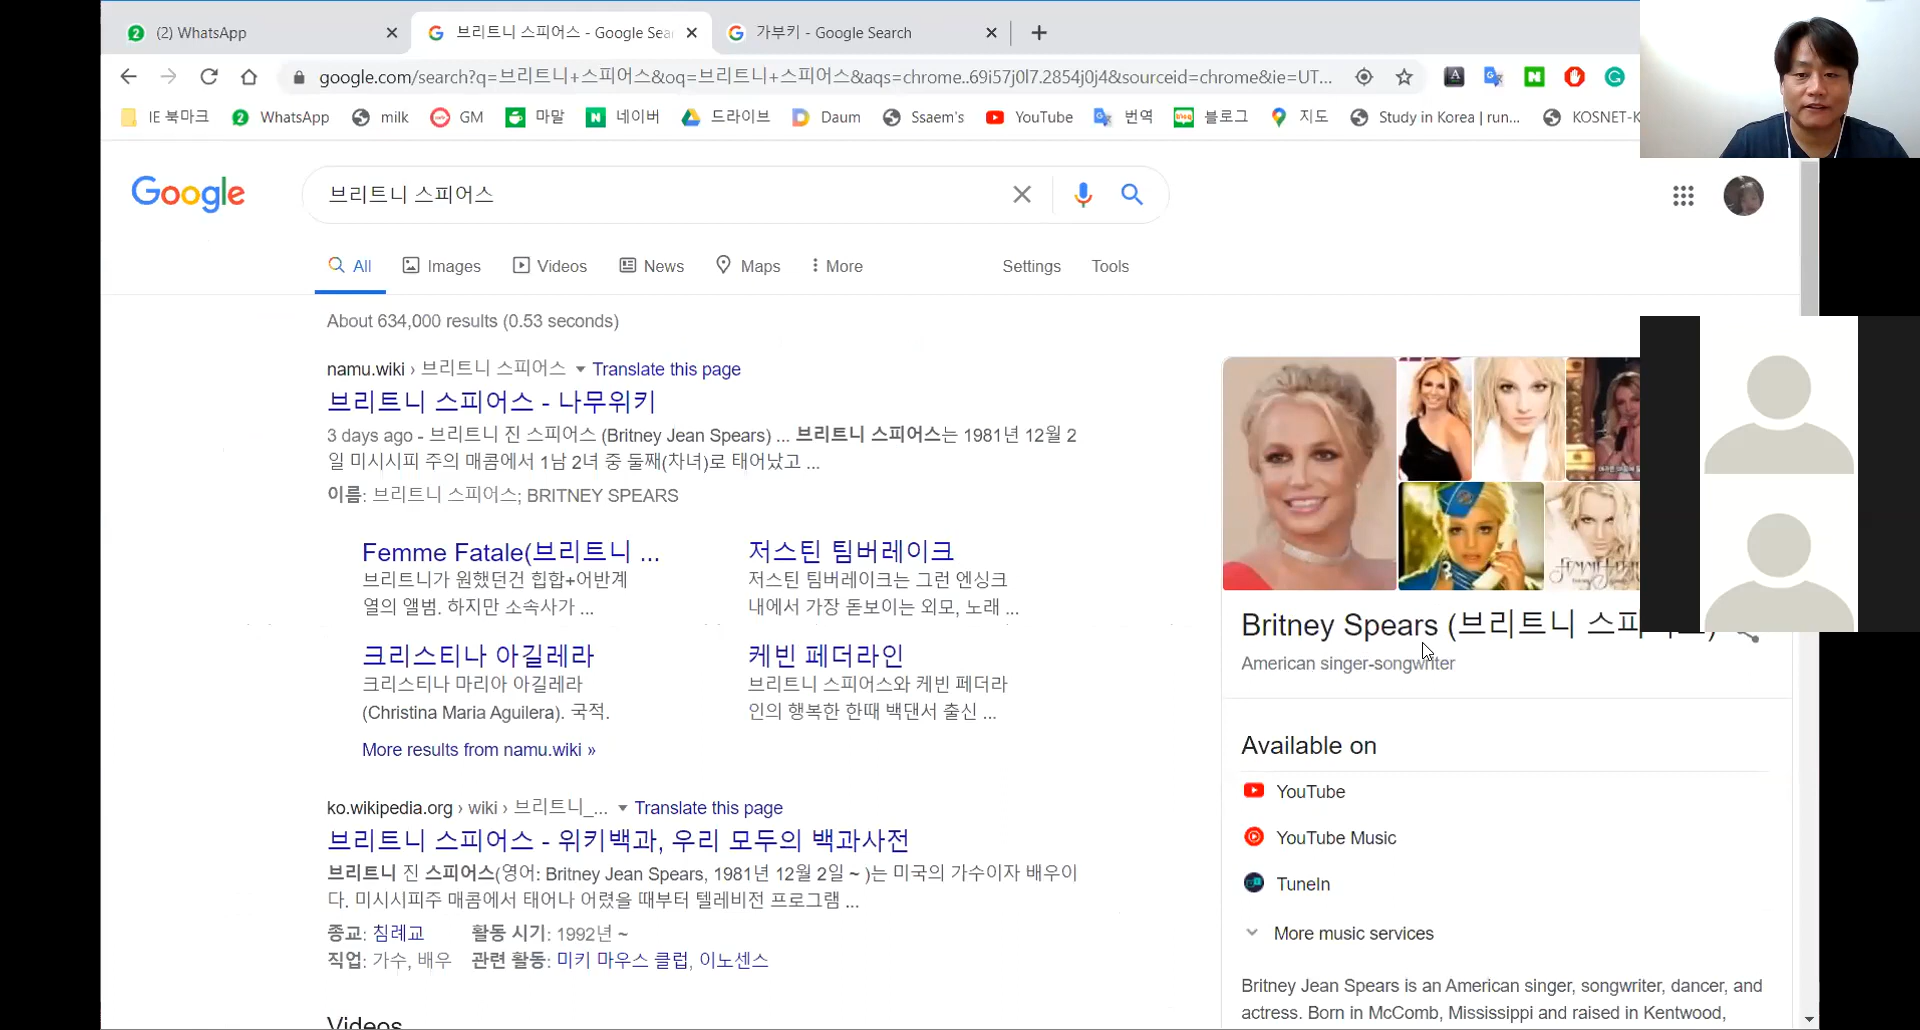 (2) WhatsApp
브리트니 스피어스 - Google Sea
가부키 - Google Search
google.com/search?q=브리트니+스피어스&oq=브리트니+스피어스&aqs=chrome..69i57j0l7.2854j0j4&sourceid=chrome&ie=UT...
IE 북마크
WhatsApp
milk
GM
마말
네이버
드라이브
Daum
Ssaem's
YouTube
번역
블로그
지도
Study in Korea | run...
KOSNET-K
Google
브리트니 스피어스
All
Images
Videos
News
Maps
More
Settings
Tools
About 634,000 results (0.53 seconds)
namu.wiki › 브리트니 스피어스 Translate this page
브리트니 스피어스 - 나무위키
3 days ago - 브리트니 진 스피어스 (Britney Jean Spears) ... 브리트니 스피어스는 1981년 12월 2
일 미시시피 주의 매콤에서 1남 2녀 중 둘째(차녀)로 태어났고 ...
이름: 브리트니 스피어스; BRITNEY SPEARS
Femme Fatale(브리트니 ...
브리트니가 원했던건 힙합+어반계
열의 앨범. 하지만 소속사가 ...
저스틴 팀버레이크
저스틴 팀버레이크는 그런 엔싱크
내에서 가장 돋보이는 외모, 노래 ...
크리스티나 아길레라
크리스티나 마리아 아길레라
(Christina Maria Aguilera). 국적.
케빈 페더라인
브리트니 스피어스와 케빈 페더라
인의 행복한 한때 백댄서 출신 ...
More results from namu.wiki »
ko.wikipedia.org › wiki › 브리트니_... Translate this page
브리트니 스피어스 - 위키백과, 우리 모두의 백과사전
브리트니 진 스피어스(영어: Britney Jean Spears, 1981년 12월 2일 ~ )는 미국의 가수이자 배우이
다. 미시시피주 매콤에서 태어나 어렸을 때부터 텔레비전 프로그램 ...
종교: 침례교 활동 시기: 1992년 ~
직업: 가수, 배우 관련 활동: 미키 마우스 클럽, 이노센스
Videos
Britney Spears (브리트니 스피
American singer-songwriter
Available on
YouTube
YouTube Music
TuneIn
More music services
Britney Jean Spears is an American singer, songwriter, dancer, and
actress. Born in McComb, Mississippi and raised in Kentwood,